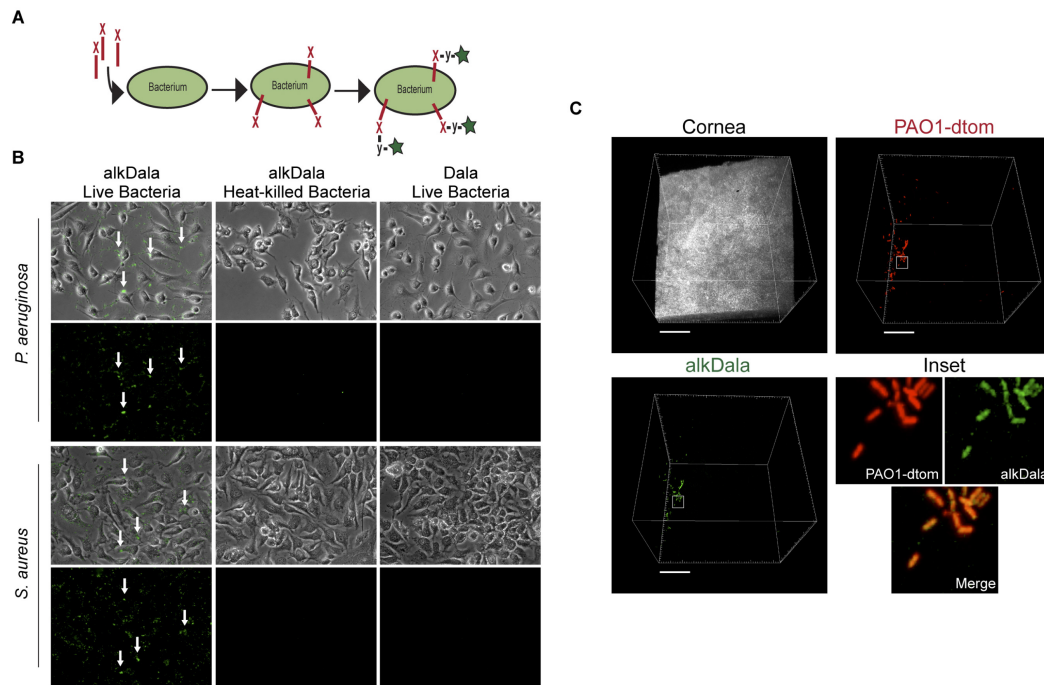 A
X
X
X
Bacterium
X
Bacterium
X
X
X-y-
Bacterium
X
y-
X-y-
B
alkDala
Live Bacteria
alkDala
Heat-killed Bacteria
Dala
Live Bacteria
P. aeruginosa
S. aureus
C
Cornea
PAO1-dtom
alkDala
Inset
PAO1-dtom
alkDala
Merge